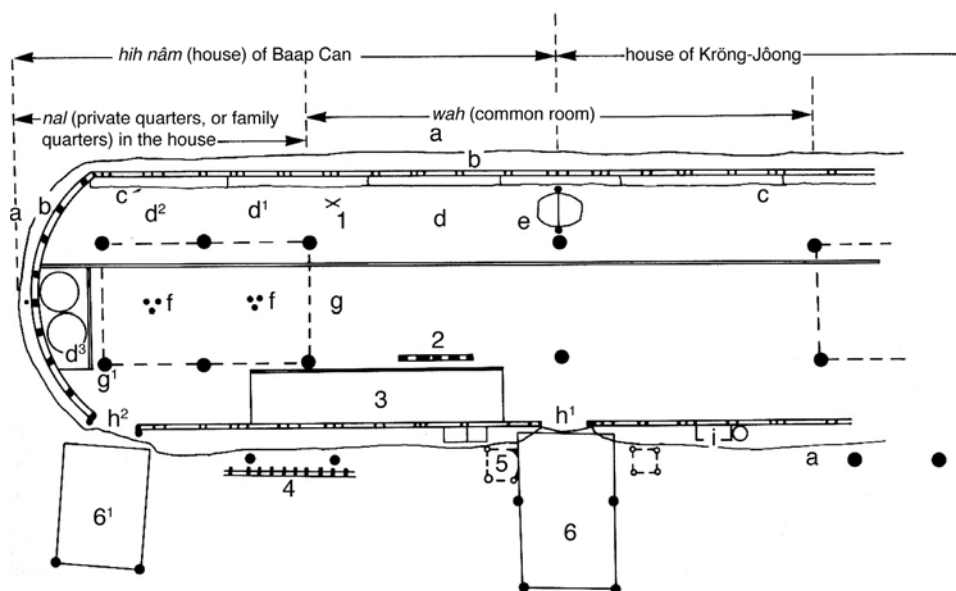 hih nâm (house) of Baap Can
house of Krŏng-Jôong
nal (private quarters, or family
quarters) in the house
wah (common room)
a
b
a
b
c
d²
d¹
1
d
e
c
f
f
g
d³
g¹
2
3
h²
h¹
i
a
4
5
6¹
6